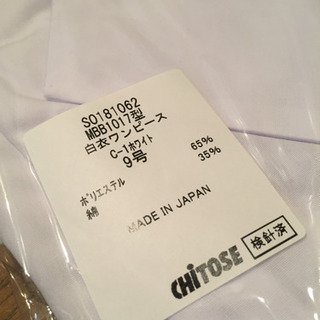 SO181062
MBB1017型
白衣ワンピース
C-1ホワイト
9号
ポリエステル 65%
綿 35%
MADE IN JAPAN
検針済
CHITOSE